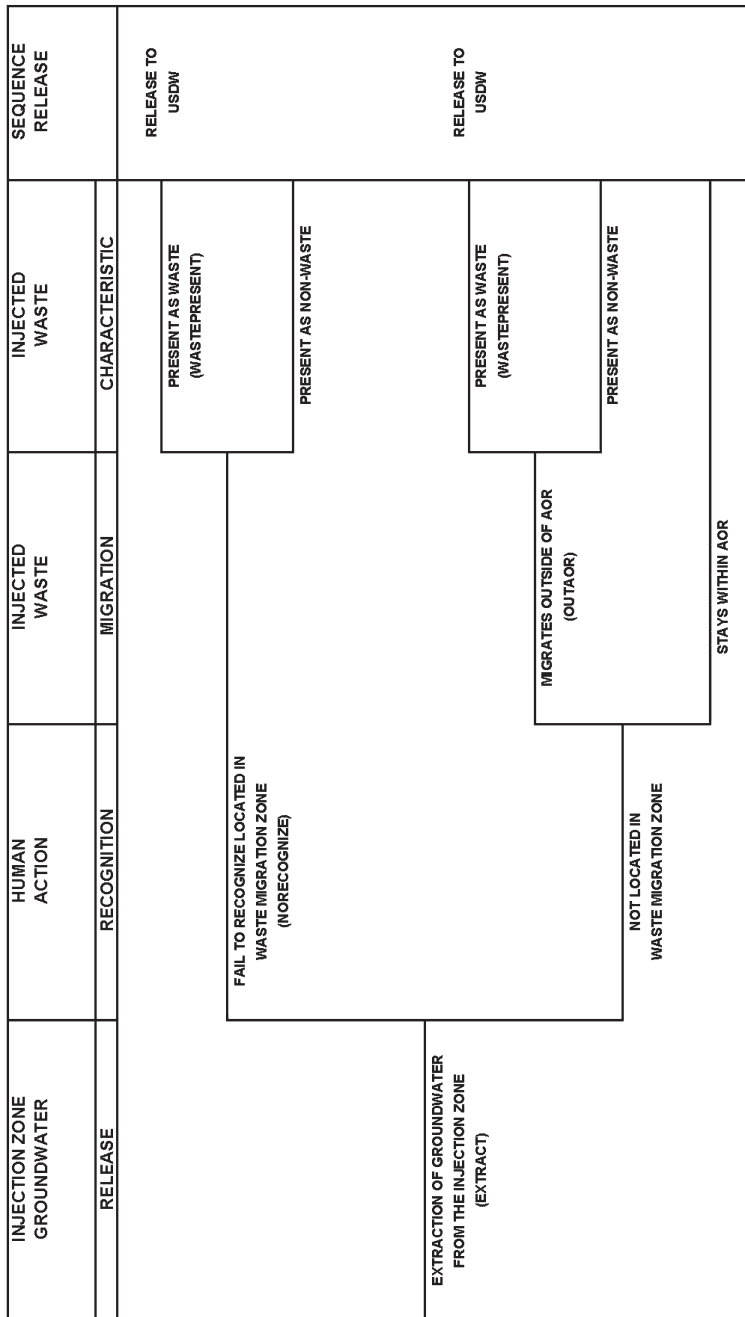 INJECTION ZONE
GROUNDWATER
RELEASE
HUMAN
ACTION
RECOGNITION
INJECTED
WASTE
MIGRATION
INJECTED
WASTE
CHARACTERISTIC
SEQUENCE
RELEASE
EXTRACTION OF GROUNDWATER
FROM THE INJECTION ZONE
(EXTRACT)
FAIL TO RECOGNIZE LOCATED IN
WASTE MIGRATION ZONE
(NORECOGNIZE)
PRESENT AS WASTE
(WASTEPRESENT)
RELEASE TO
USDW
PRESENT AS NON-WASTE
NOT LOCATED IN
WASTE MIGRATION ZONE
MIGRATES OUTSIDE OF AOR
(OUTAOR)
PRESENT AS WASTE
(WASTEPRESENT)
RELEASE TO
USDW
PRESENT AS NON-WASTE
STAYS WITHIN AOR